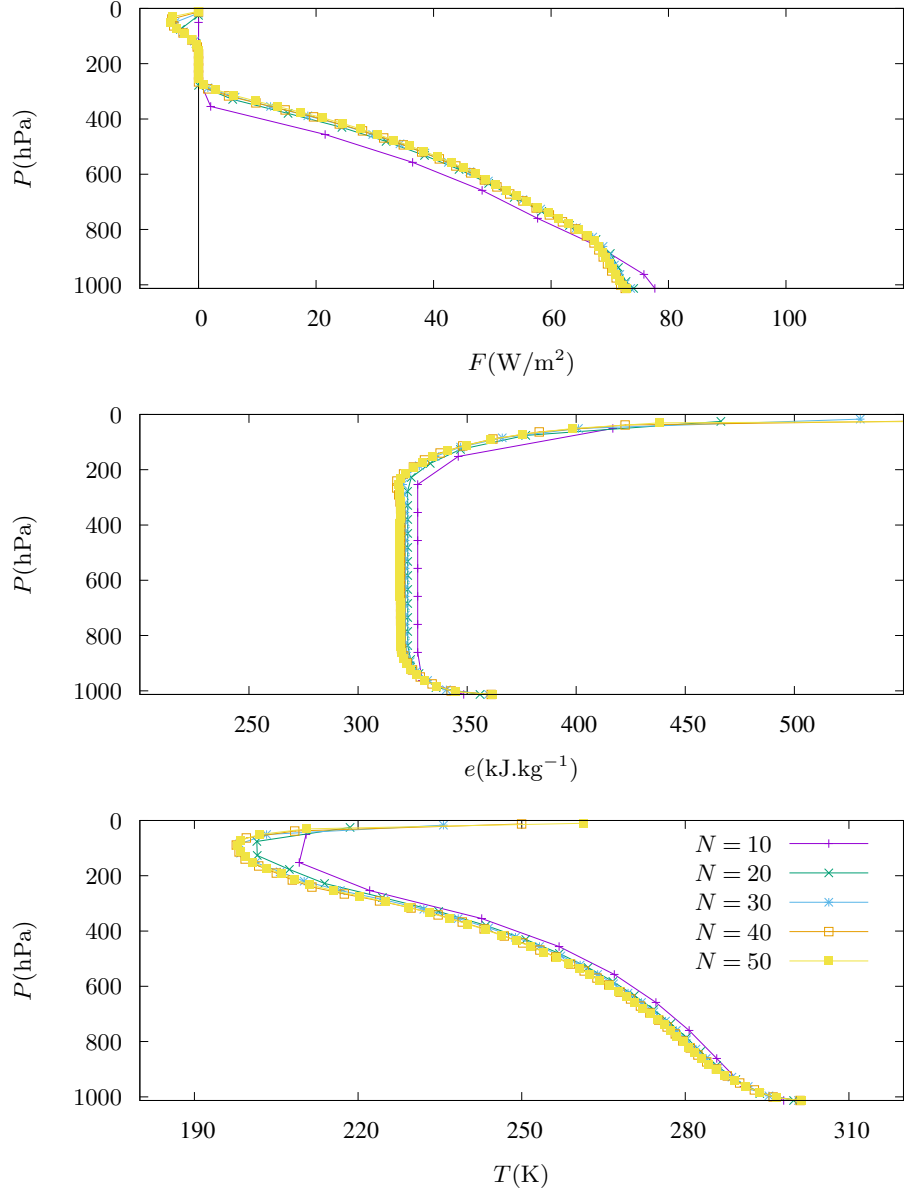 0
200
400
600
800
1000
P(hPa)
0 20 40 60 80 100
F(W/m²)
0
200
400
600
800
1000
P(hPa)
250 300 350 400 450 500
e(kJ.kg⁻¹)
0
200
400
600
800
1000
P(hPa)
N = 10
N = 20
N = 30
N = 40
N = 50
190 220 250 280 310
T(K)